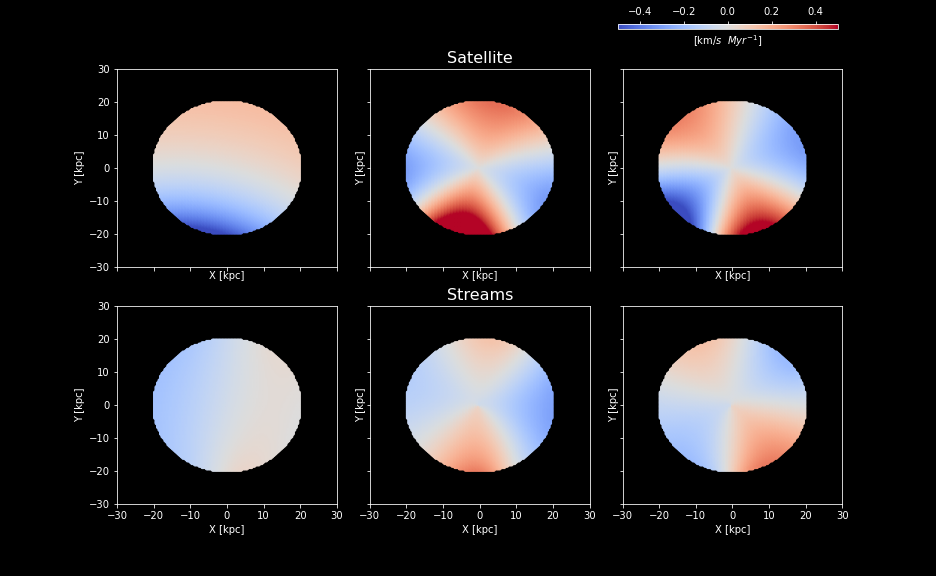 −0.4 −0.2 0.0 0.2 0.4
[km/s Myr⁻¹]
Satellite
30
20
10
0
−10
−20
−30
Y [kpc]
X [kpc]
Y [kpc]
X [kpc]
Y [kpc]
X [kpc]
Streams
30
20
10
0
−10
−20
−30
Y [kpc]
−30 −20 −10 0 10 20 30
X [kpc]
Y [kpc]
−30 −20 −10 0 10 20 30
X [kpc]
Y [kpc]
−30 −20 −10 0 10 20 30
X [kpc]